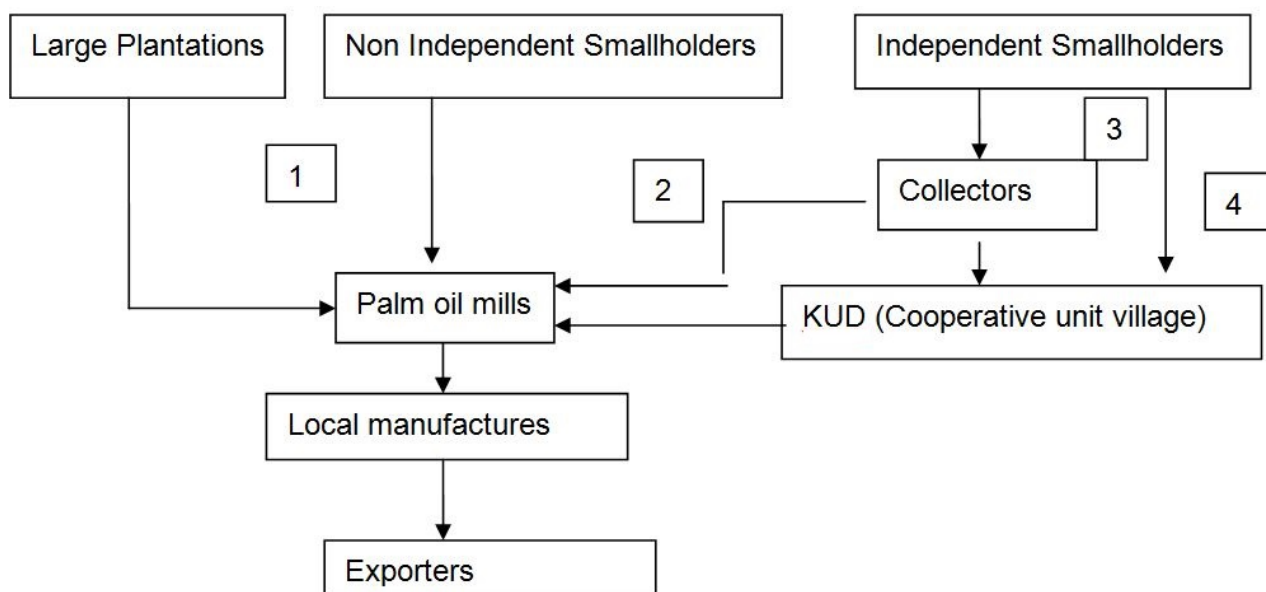 Large Plantations
Non Independent Smallholders
Independent Smallholders
3
1
2
Collectors
4
Palm oil mills
KUD (Cooperative unit village)
Local manufactures
Exporters